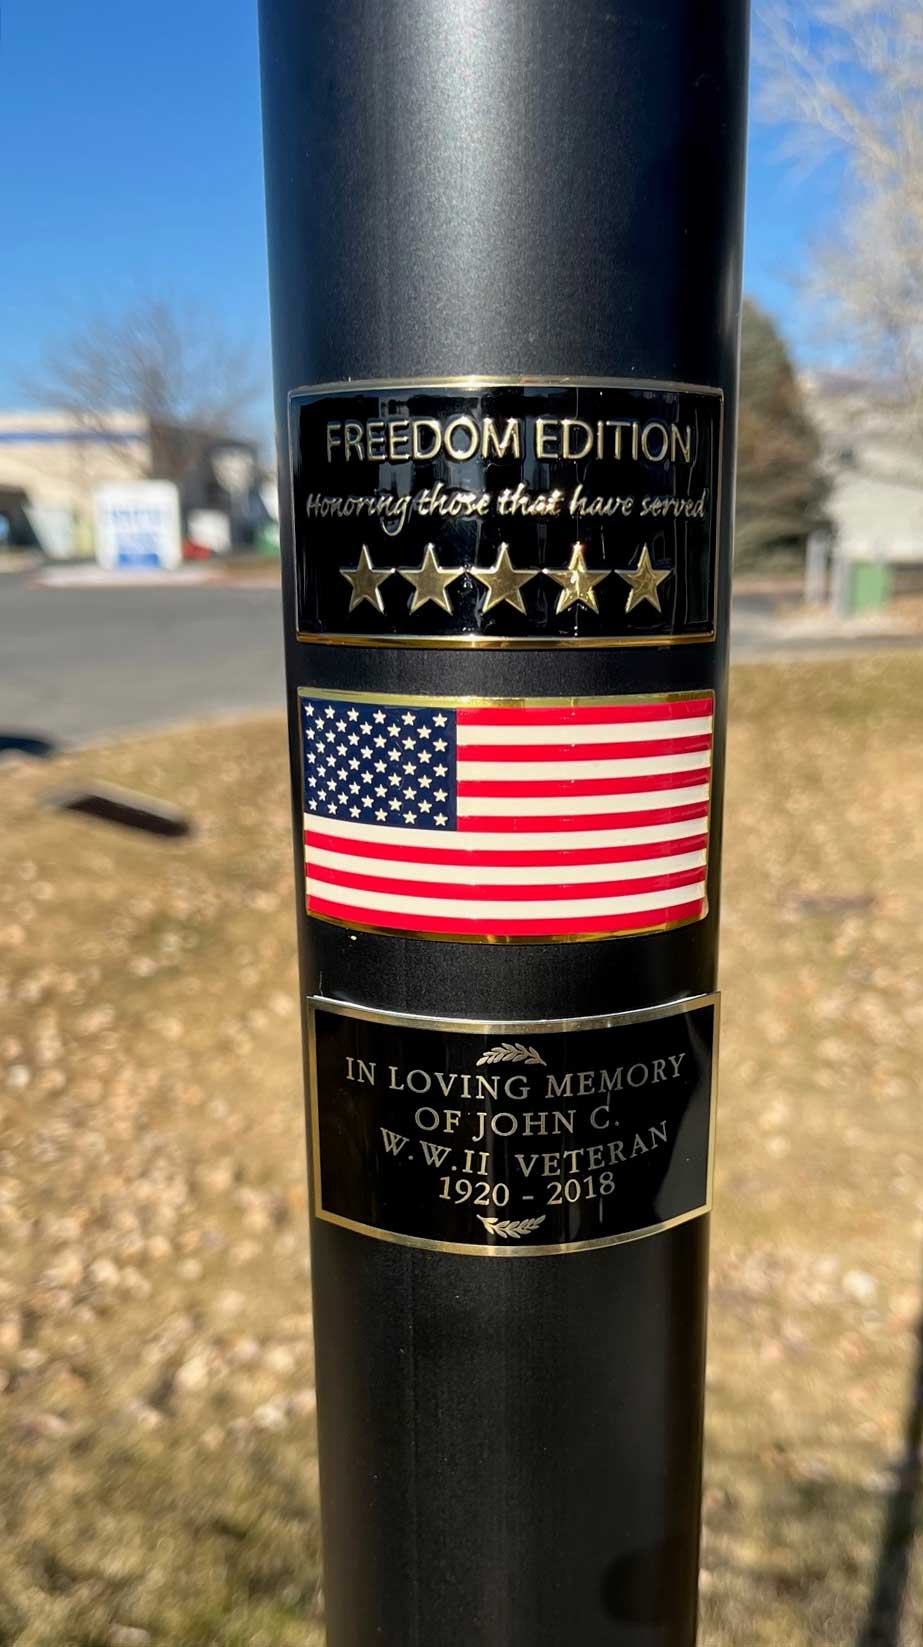 FREEDOM EDITION
Honoring those that have served
IN LOVING MEMORY
OF JOHN C.
W.W.II VETERAN
1920 - 2018